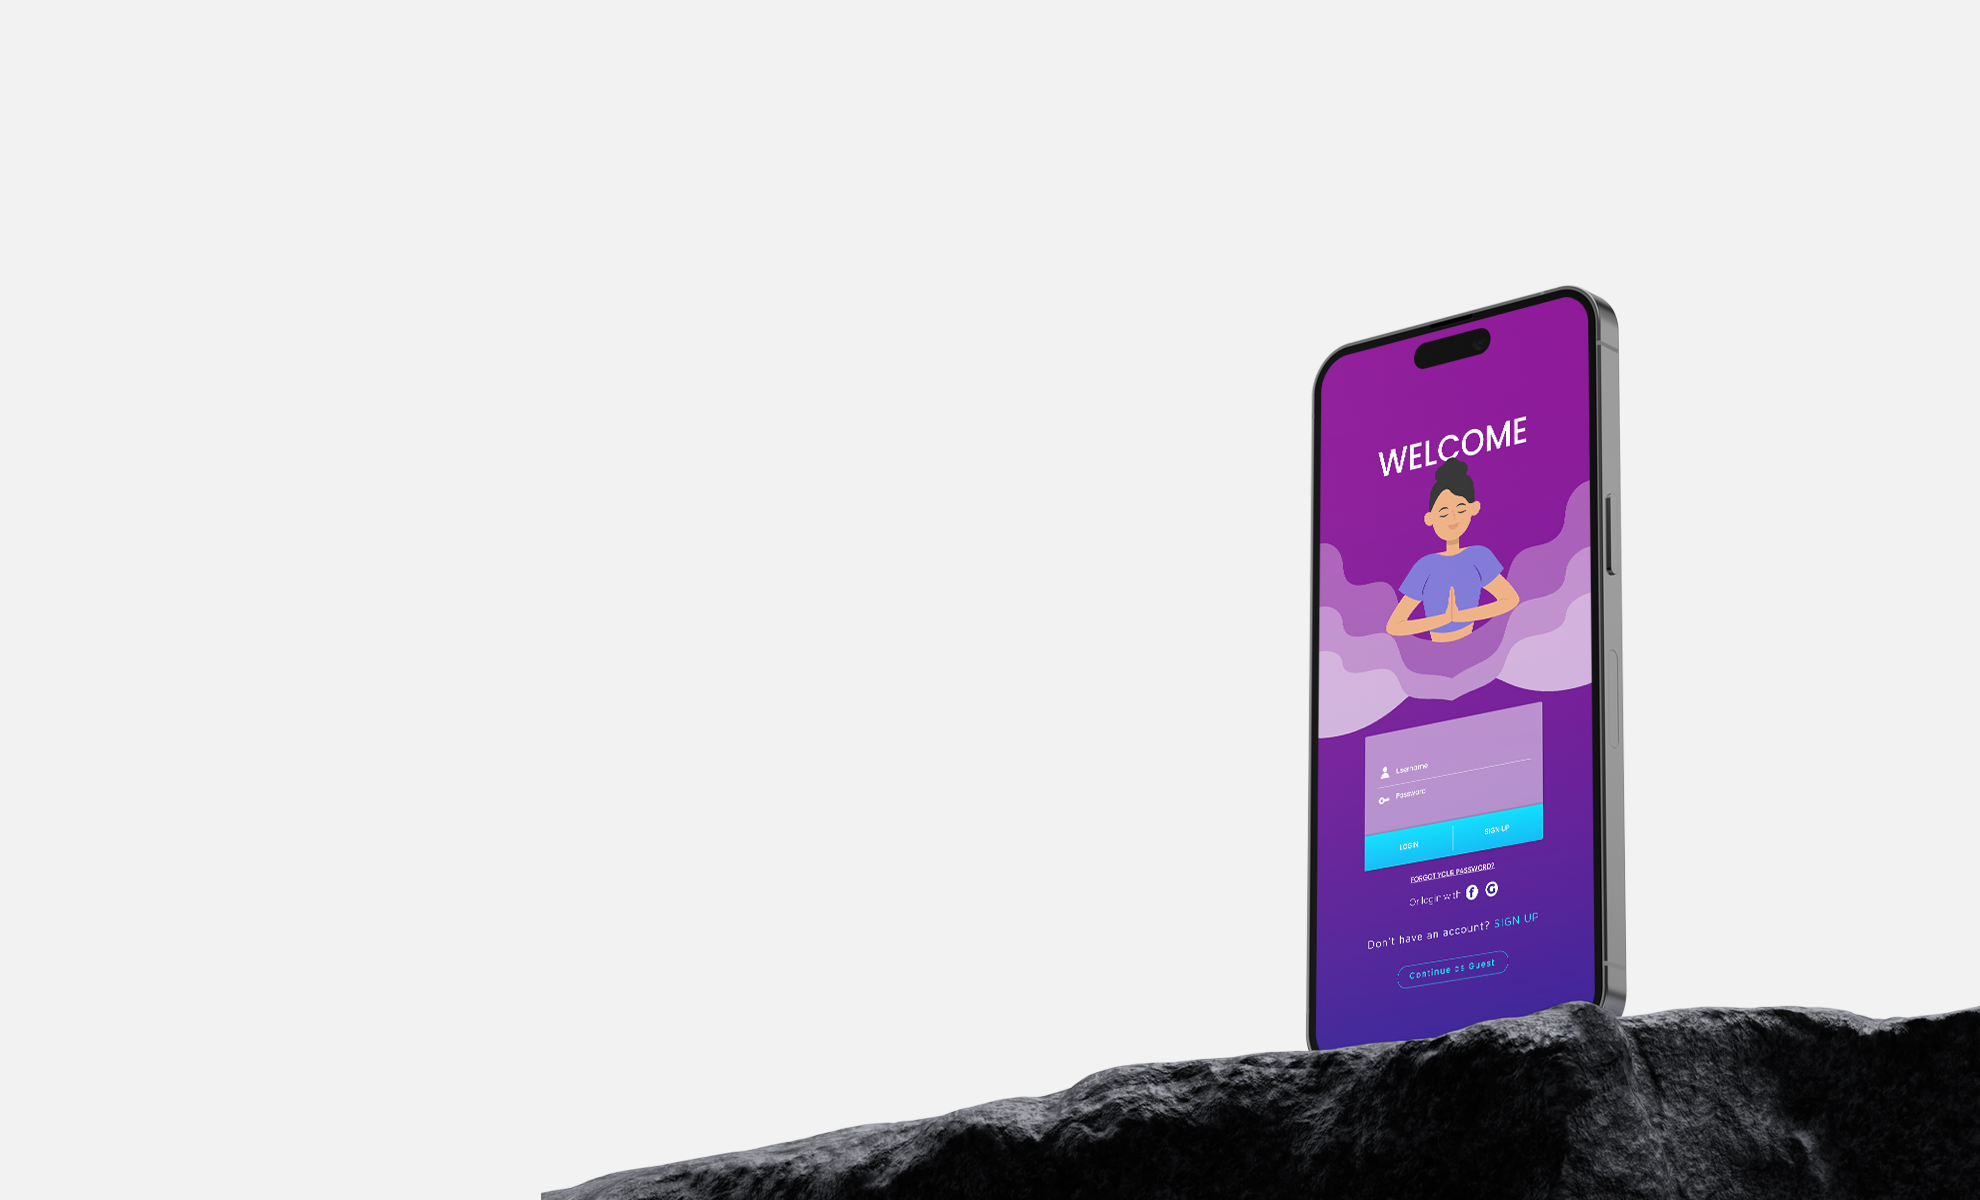 WELCOME
Username
Password
LOGIN
SIGN UP
FORGOT YOUR PASSWORD?
Or login with f G
Don't have an account? SIGN UP
Continue as Guest